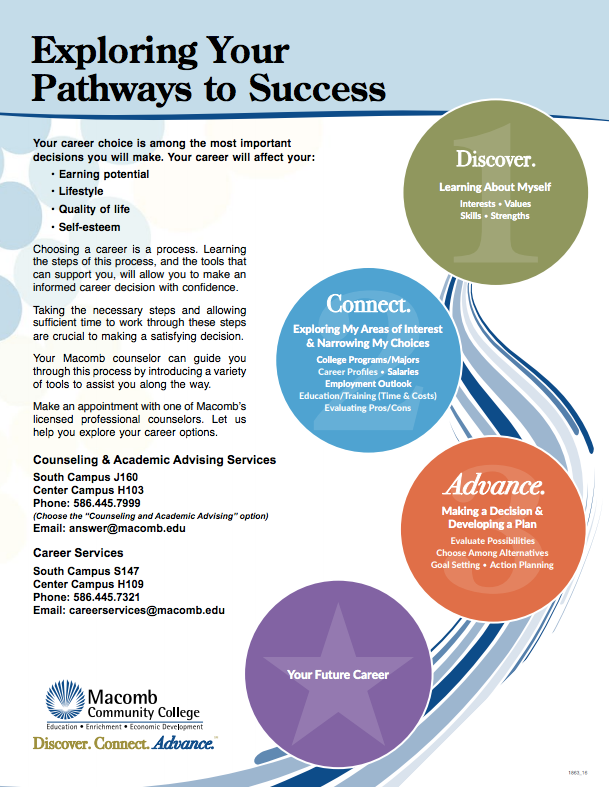 Exploring Your
Pathways to Success
Your career choice is among the most important
decisions you will make. Your career will affect your:
• Earning potential
• Lifestyle
• Quality of life
• Self-esteem
Choosing a career is a process. Learning
the steps of this process, and the tools that
can support you, will allow you to make an
informed career decision with confidence.
Taking the necessary steps and allowing
sufficient time to work through these steps
are crucial to making a satisfying decision.
Your Macomb counselor can guide you
through this process by introducing a variety
of tools to assist you along the way.
Make an appointment with one of Macomb's
licensed professional counselors. Let us
help you explore your career options.
Counseling & Academic Advising Services
South Campus J160
Center Campus H103
Phone: 586.445.7999
(Choose the "Counseling and Academic Advising" option)
Email: answer@macomb.edu
Career Services
South Campus S147
Center Campus H109
Phone: 586.445.7321
Email: careerservices@macomb.edu
1
Discover.
Learning About Myself
Interests • Values
Skills • Strengths
2
Connect.
Exploring My Areas of Interest
& Narrowing My Choices
College Programs/Majors
Career Profiles • Salaries
Employment Outlook
Education/Training (Time & Costs)
Evaluating Pros/Cons
3
Advance.
Making a Decision &
Developing a Plan
Evaluate Possibilities
Choose Among Alternatives
Goal Setting • Action Planning
Your Future Career
Macomb
Community College
Education • Enrichment • Economic Development
Discover. Connect. Advance.
1863_15